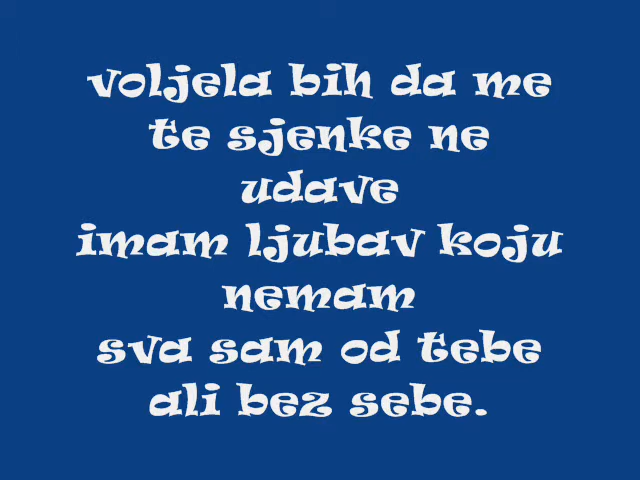 voljela bih da me
te sjenke ne
udave
imam ljubav koju
nemam
sva sam od tebe
ali bez sebe.